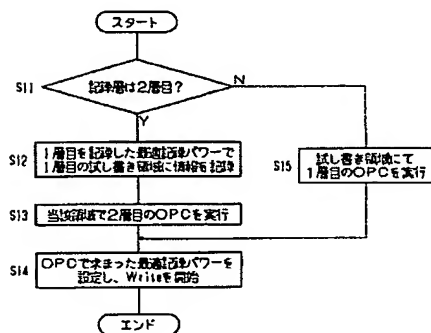 スタート
S11
記録層は2層目?
N
Y
S12
1層目を記録した最適記録パワーで
1層目の試し書き領域に情報を記録
S15
試し書き領域にて
1層目のOPCを実行
S13
当該領域で2層目のOPCを実行
S14
OPCで求まった最適記録パワーを
設定し、Writeを開始
エンド